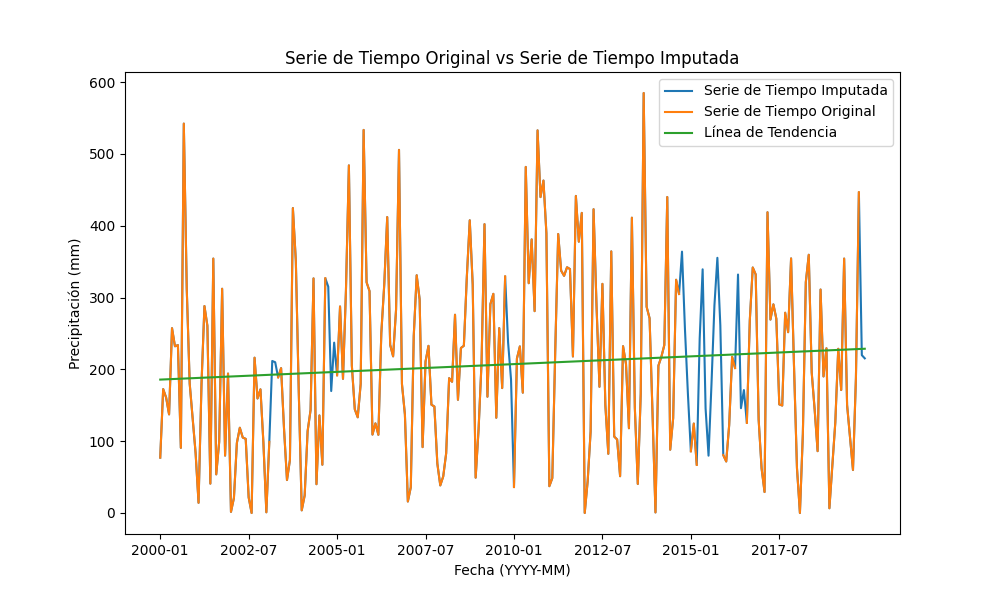 Serie de Tiempo Original vs Serie de Tiempo Imputada
Serie de Tiempo Imputada
Serie de Tiempo Original
Línea de Tendencia
Precipitación (mm)
600
500
400
300
200
100
0
2000-01 2002-07 2005-01 2007-07 2010-01 2012-07 2015-01 2017-07
Fecha (YYYY-MM)